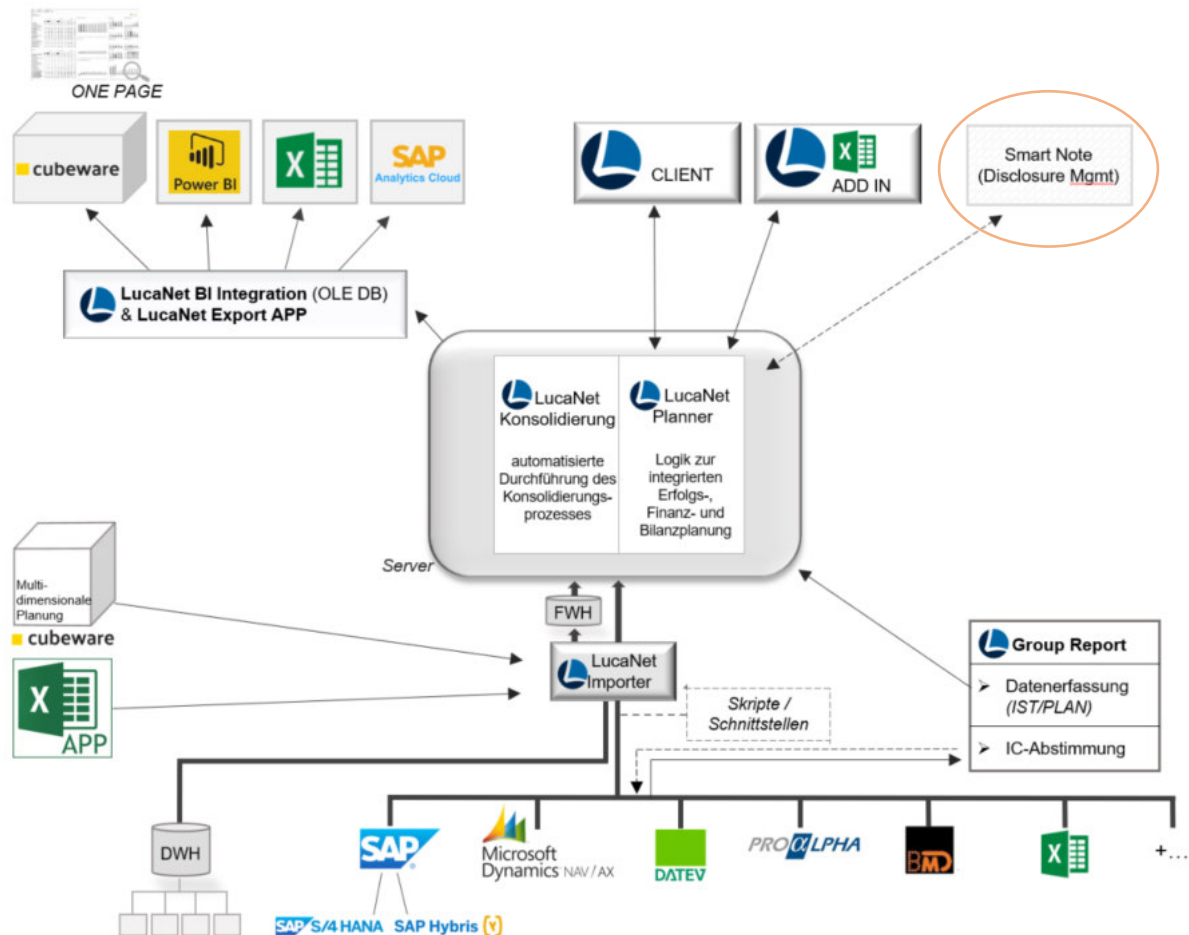 ONE PAGE
cubeware
Power BI
X
SAP
Analytics Cloud
CLIENT
X
ADD IN
Smart Note
(Disclosure Mgmt)
LucaNet BI Integration (OLE DB)
& LucaNet Export APP
LucaNet
Konsolidierung
automatisierte
Durchführung des
Konsolidierungs-
prozesses
LucaNet
Planner
Logik zur
integrierten
Erfolgs-,
Finanz- und
Bilanzplanung
Server
Multi-
dimensionale
Planung
cubeware
X
APP
FWH
LucaNet
Importer
Skripte /
Schnittstellen
Group Report
Datenerfassung
(IST/PLAN)
IC-Abstimmung
DWH
SAP
Microsoft
Dynamics NAV/AX
DATEV
PROαLPHA
BMD
X
+...
SAP S/4 HANA
SAP Hybris (Y)